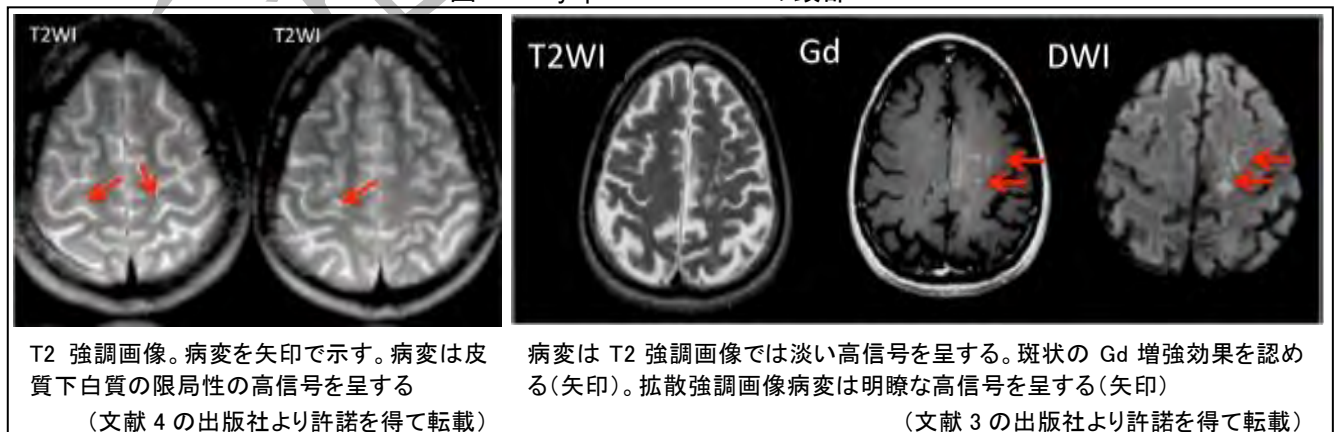 T2WI
T2WI
T2 強調画像。病変を矢印で示す。病変は皮
質下白質の限局性の高信号を呈する
(文献 4 の出版社より許諾を得て転載)
T2WI
Gd
DWI
病変は T2 強調画像では淡い高信号を呈する。斑状の Gd 増強効果を認め
る(矢印)。拡散強調画像病変は明瞭な高信号を呈する(矢印)
(文献 3 の出版社より許諾を得て転載)